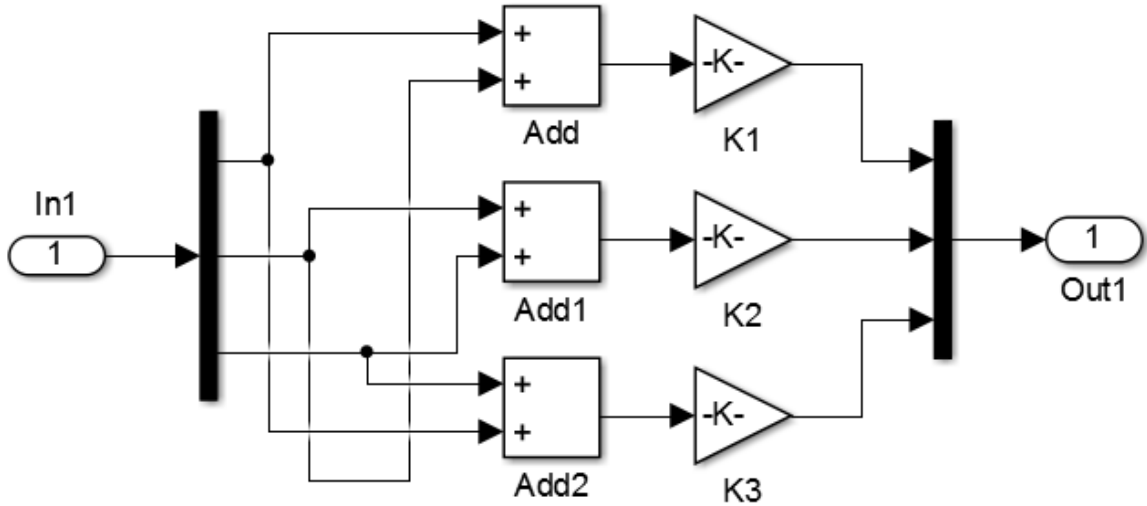 +
-K-
+
Add
K1
In1
1
+
-K-
1
+
Add1
K2
Out1
+
-K-
+
Add2
K3